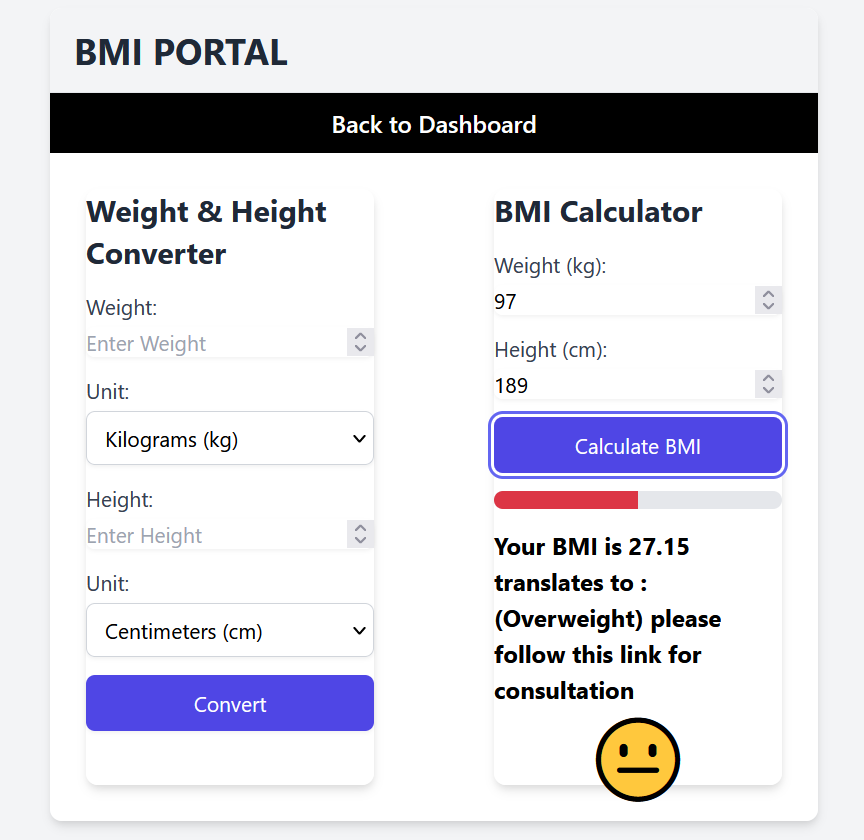 BMI PORTAL
Back to Dashboard
Weight & Height
Converter
Weight:
Enter Weight
Unit:
Kilograms (kg)
Height:
Enter Height
Unit:
Centimeters (cm)
Convert
BMI Calculator
Weight (kg):
97
Height (cm):
189
Calculate BMI
Your BMI is 27.15
translates to :
(Overweight) please
follow this link for
consultation